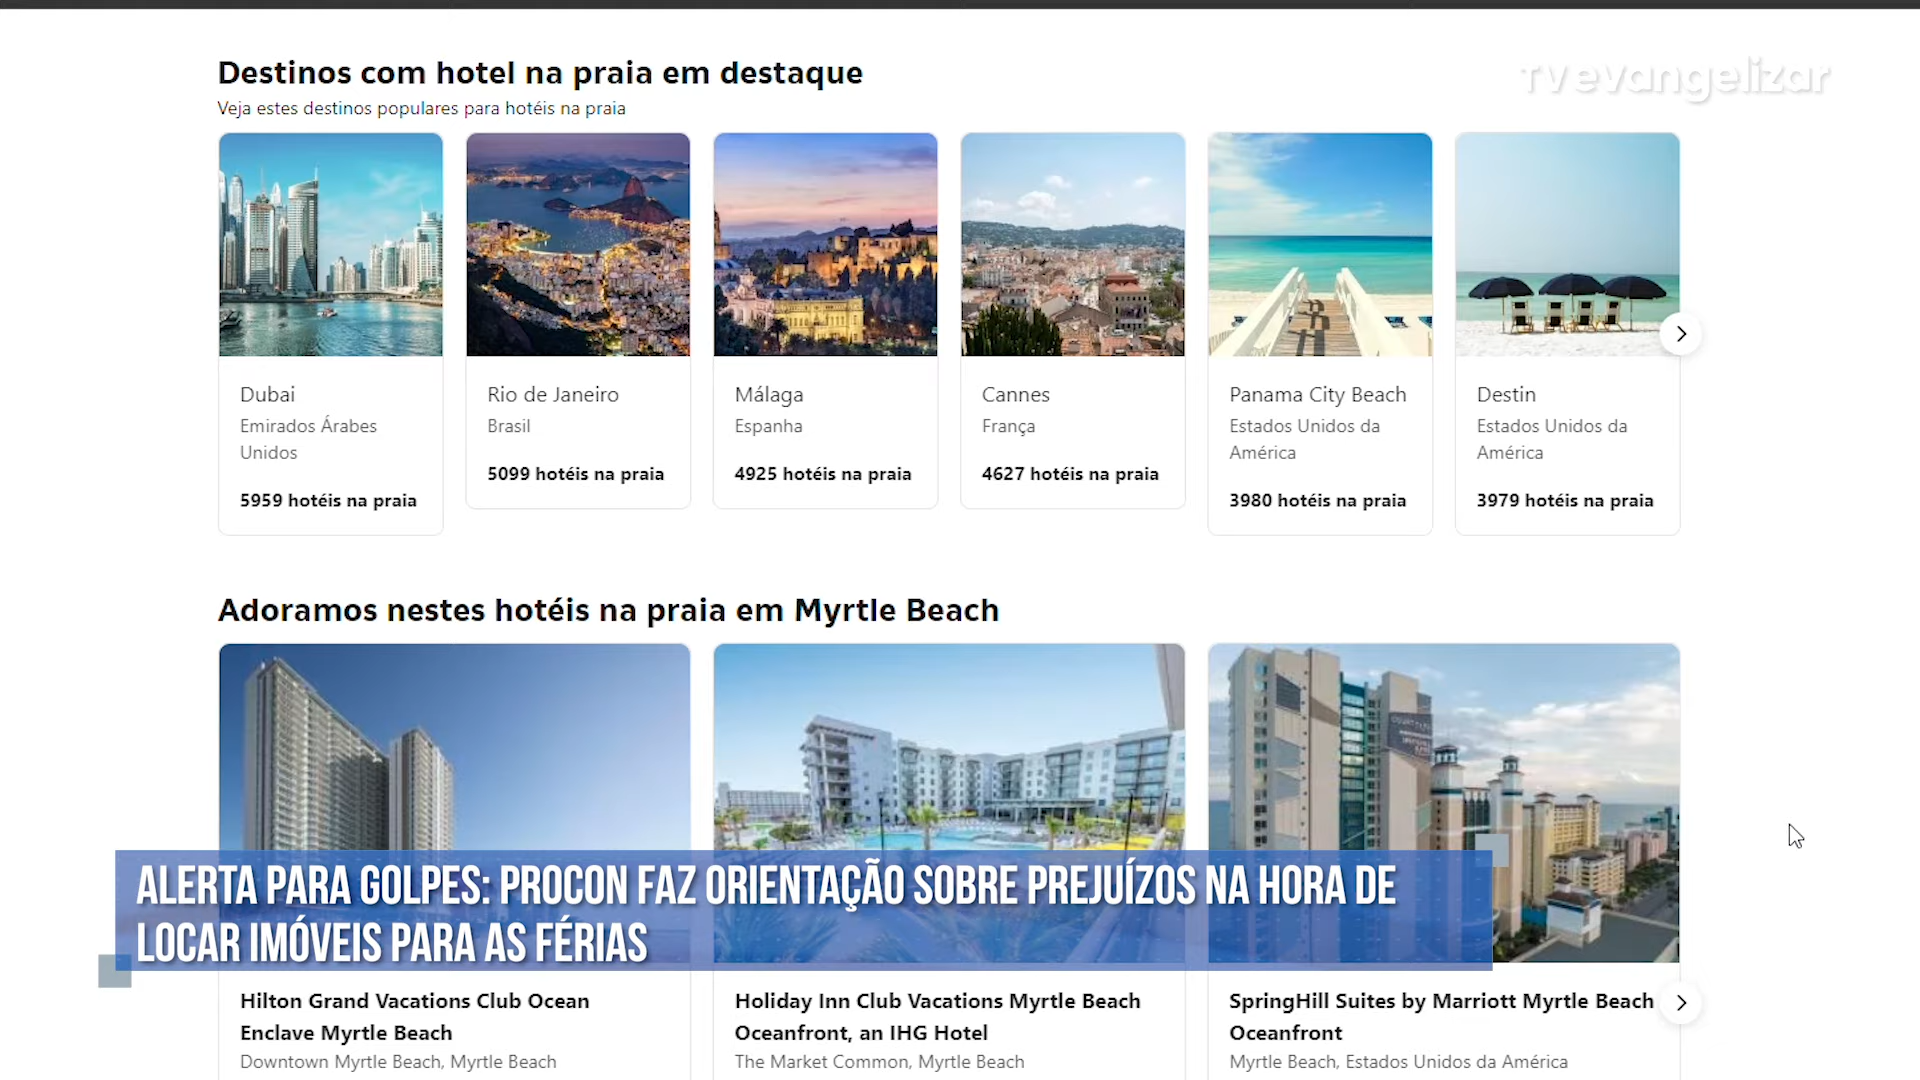 tvevangelizar
Destinos com hotel na praia em destaque
Veja estes destinos populares para hotéis na praia
Dubai
Emirados Árabes
Unidos
5959 hotéis na praia
Rio de Janeiro
Brasil
5099 hotéis na praia
Málaga
Espanha
4925 hotéis na praia
Cannes
França
4627 hotéis na praia
Panama City Beach
Estados Unidos da
América
3980 hotéis na praia
Destin
Estados Unidos da
América
3979 hotéis na praia
Adoramos nestes hotéis na praia em Myrtle Beach
ALERTA PARA GOLPES: PROCON FAZ ORIENTAÇÃO SOBRE PREJUÍZOS NA HORA DE
LOCAR IMÓVEIS PARA AS FÉRIAS
Hilton Grand Vacations Club Ocean
Enclave Myrtle Beach
Downtown Myrtle Beach, Myrtle Beach
Holiday Inn Club Vacations Myrtle Beach
Oceanfront, an IHG Hotel
The Market Common, Myrtle Beach
SpringHill Suites by Marriott Myrtle Beach
Oceanfront
Myrtle Beach, Estados Unidos da América